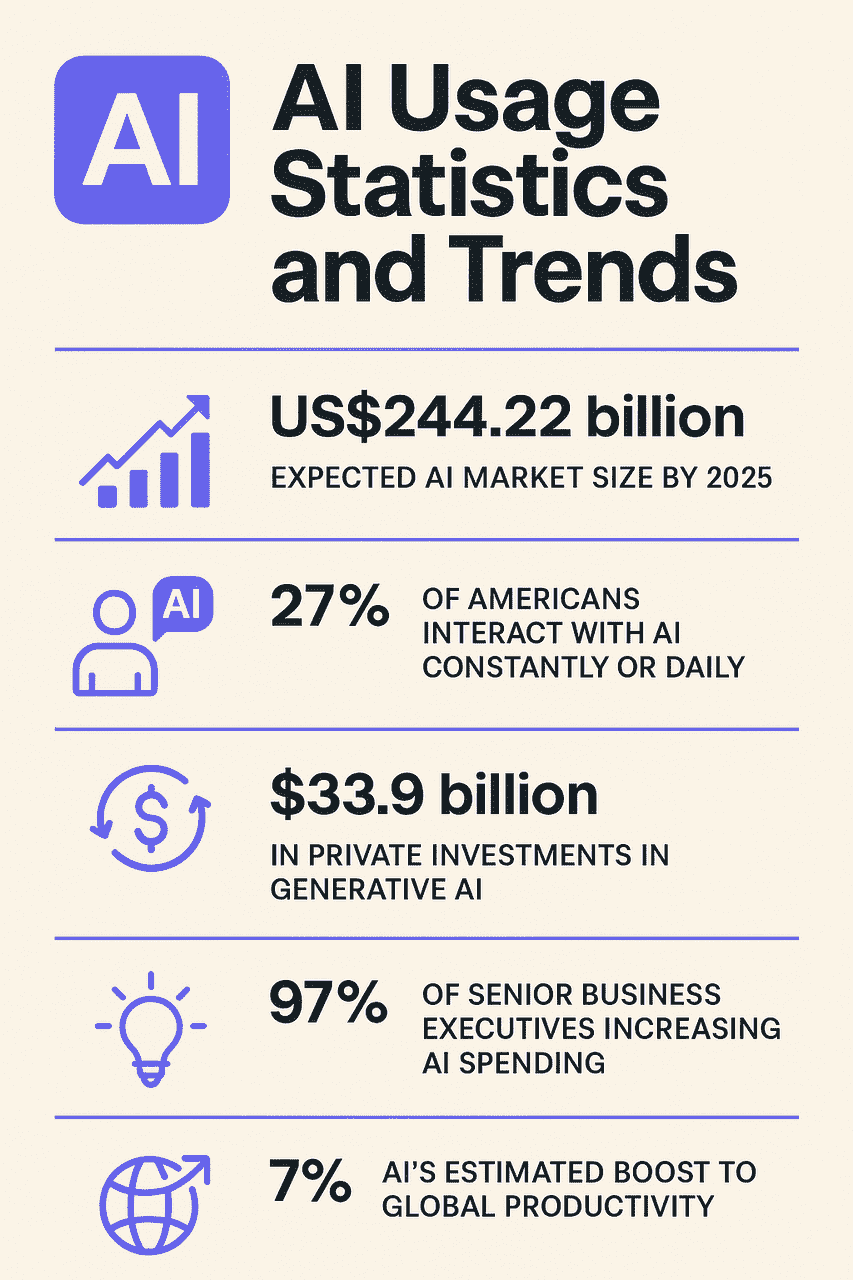 AI
AI Usage
Statistics
and Trends
US$244.22 billion
EXPECTED AI MARKET SIZE BY 2025
AI
27%
OF AMERICANS
INTERACT WITH AI
CONSTANTLY OR DAILY
$
$33.9 billion
IN PRIVATE INVESTMENTS IN
GENERATIVE AI
97%
OF SENIOR BUSINESS
EXECUTIVES INCREASING
AI SPENDING
7%
AI'S ESTIMATED BOOST TO
GLOBAL PRODUCTIVITY